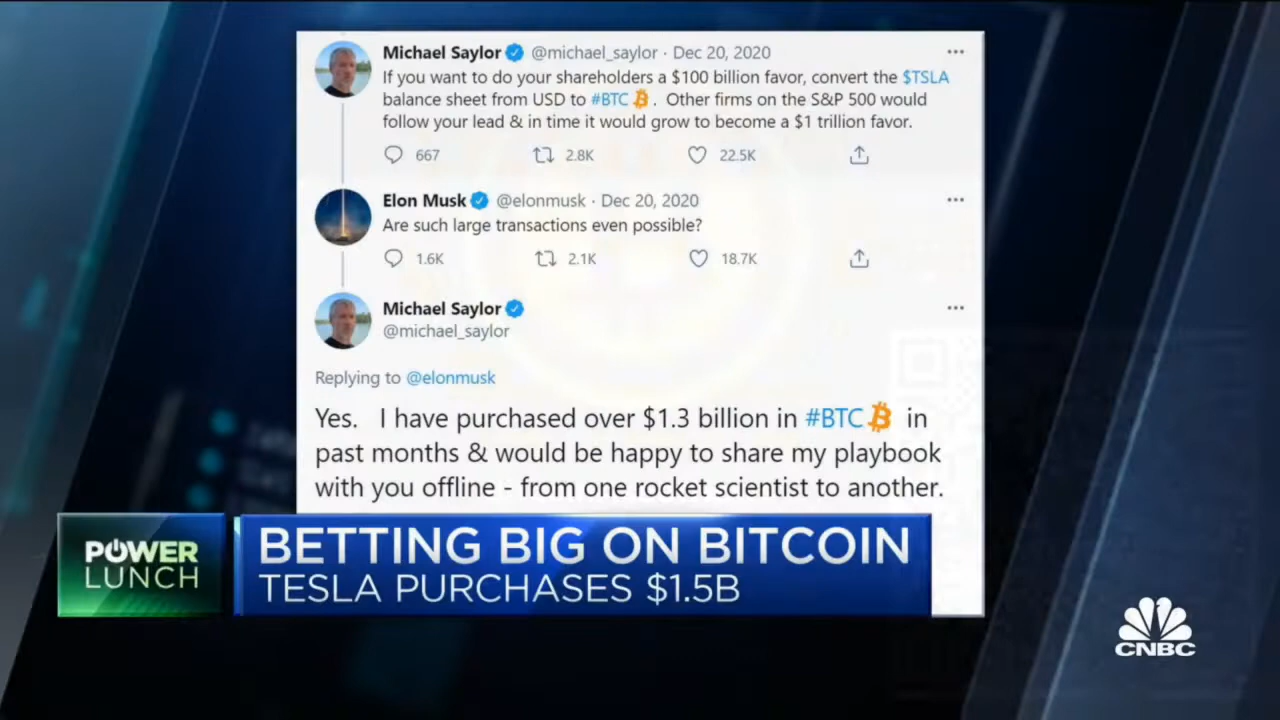 Michael Saylor @michael_saylor · Dec 20, 2020
If you want to do your shareholders a $100 billion favor, convert the $TSLA
balance sheet from USD to #BTC. Other firms on the S&P 500 would
follow your lead & in time it would grow to become a $1 trillion favor.
667 2.8K 22.5K
Elon Musk @elonmusk · Dec 20, 2020
Are such large transactions even possible?
1.6K 2.1K 18.7K
Michael Saylor
@michael_saylor
Replying to @elonmusk
Yes. I have purchased over $1.3 billion in #BTC in
past months & would be happy to share my playbook
with you offline - from one rocket scientist to another.
POWER
LUNCH
BETTING BIG ON BITCOIN
TESLA PURCHASES $1.5B
CNBC